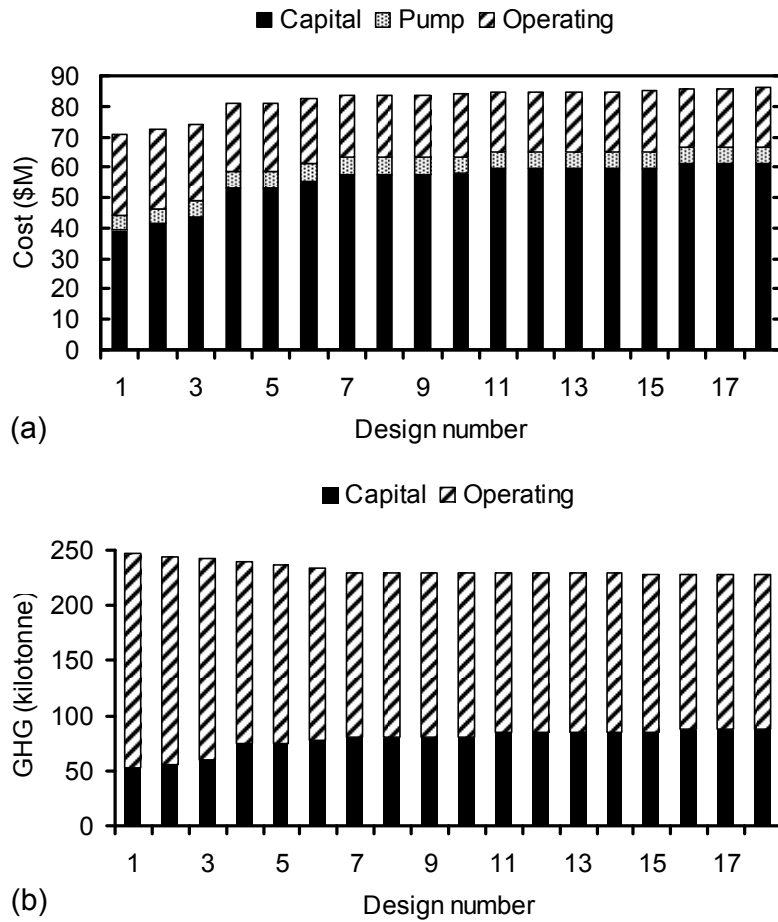 Capital Pump Operating
90
80
70
60
50
40
30
20
10
0
Cost ($M)
1 3 5 7 9 11 13 15 17
Design number
(a)
Capital Operating
250
200
150
100
50
0
GHG (kilotonne)
1 3 5 7 9 11 13 15 17
Design number
(b)